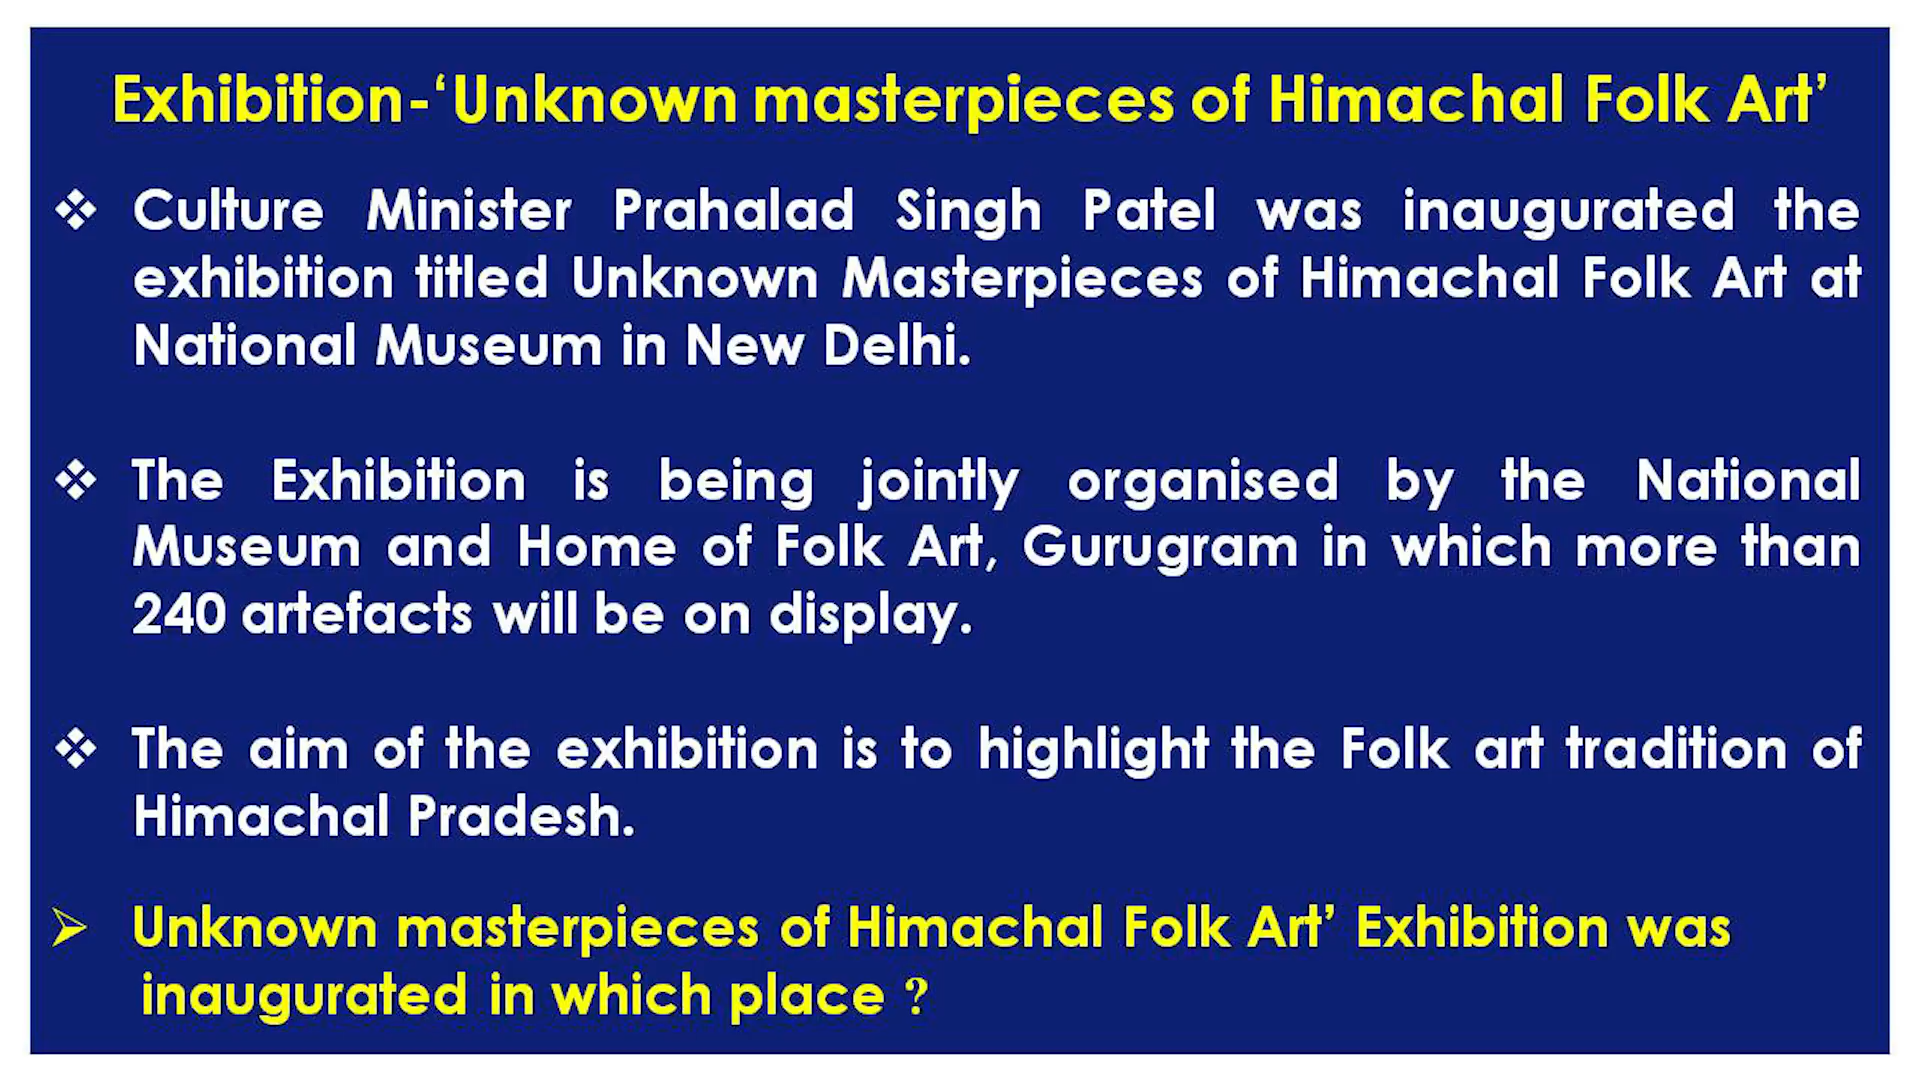 Exhibition-‘Unknown masterpieces of Himachal Folk Art’
❖ Culture Minister Prahalad Singh Patel was inaugurated the
exhibition titled Unknown Masterpieces of Himachal Folk Art at
National Museum in New Delhi.
❖ The Exhibition is being jointly organised by the National
Museum and Home of Folk Art, Gurugram in which more than
240 artefacts will be on display.
❖ The aim of the exhibition is to highlight the Folk art tradition of
Himachal Pradesh.
➢ Unknown masterpieces of Himachal Folk Art’ Exhibition was
inaugurated in which place ?